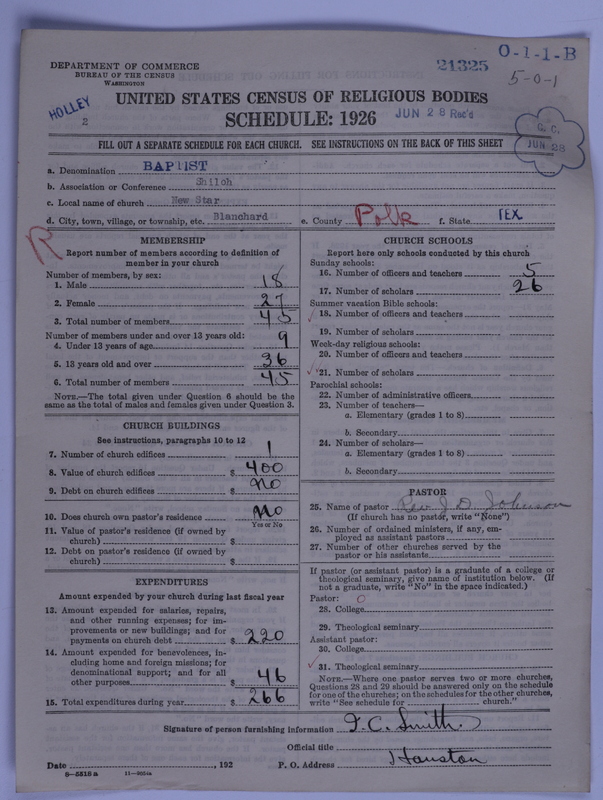 DEPARTMENT OF COMMERCE
BUREAU OF THE CENSUS
WASHINGTON
21325
O-1-1-B
5-0-1
HOLLEY
2
UNITED STATES CENSUS OF RELIGIOUS BODIES
SCHEDULE: 1926
JUN 28 Rec'd
G. C.
JUN 28
FILL OUT A SEPARATE SCHEDULE FOR EACH CHURCH. SEE INSTRUCTIONS ON THE BACK OF THIS SHEET
a. Denomination BAPTIST
b. Association or Conference Shiloh
c. Local name of church New Star
d. City, town, village, or township, etc. Blanchard e. County Polk f. State TEX
R
MEMBERSHIP
Report number of members according to definition of
member in your church
Number of members, by sex:
1. Male 18
2. Female 27
3. Total number of members 45
Number of members under and over 13 years old:
4. Under 13 years of age 9
5. 13 years old and over 36
6. Total number of members 45
NOTE.—The total given under Question 6 should be
same as the total of males and females given under Question 3.
CHURCH BUILDINGS
See instructions, paragraphs 10 to 12
7. Number of church edifices 1
8. Value of church edifices $ 400
9. Debt on church edifices $ no
10. Does church own pastor's residence no
Yes or No
11. Value of pastor's residence (if owned by
church) $
12. Debt on pastor's residence (if owned by
church) $
EXPENDITURES
Amount expended by your church during last fiscal year
13. Amount expended for salaries, repairs,
and other running expenses; for im-
provements or new buildings; and for
payments on church debt $ 220
14. Amount expended for benevolences, in-
cluding home and foreign missions; for
denominational support; and for all
other purposes $ 46
15. Total expenditures during year $ 266
CHURCH SCHOOLS
Report here only schools conducted by this church
Sunday schools:
16. Number of officers and teachers 5
17. Number of scholars 26
Summer vacation Bible schools:
18. Number of officers and teachers
19. Number of scholars
Week-day religious schools:
20. Number of officers and teachers
21. Number of scholars
Parochial schools:
22. Number of administrative officers
23. Number of teachers—
a. Elementary (grades 1 to 8)
b. Secondary
24. Number of scholars—
a. Elementary (grades 1 to 8)
b. Secondary
PASTOR
25. Name of pastor Rev. J. D. Johnson
(If church has no pastor, write "None")
26. Number of ordained ministers, if any, em-
ployed as assistant pastors
27. Number of other churches served by the
pastor or his assistants
If pastor (or assistant pastor) is a graduate of a college or
theological seminary, give name of institution below. (If
not a graduate, write "No" in the space indicated.)
Pastor: 0
28. College
29. Theological seminary
Assistant pastor:
30. College
31. Theological seminary
NOTE.—Where one pastor serves two or more churches,
Questions 28 and 29 should be answered only on the schedule
for one of the churches; on the schedules for the other churches,
write "See schedule for church."
Signature of person furnishing information J. C. Smith.
Official title
Date , 192 P. O. Address Houston
8-5518 a 11-9054a